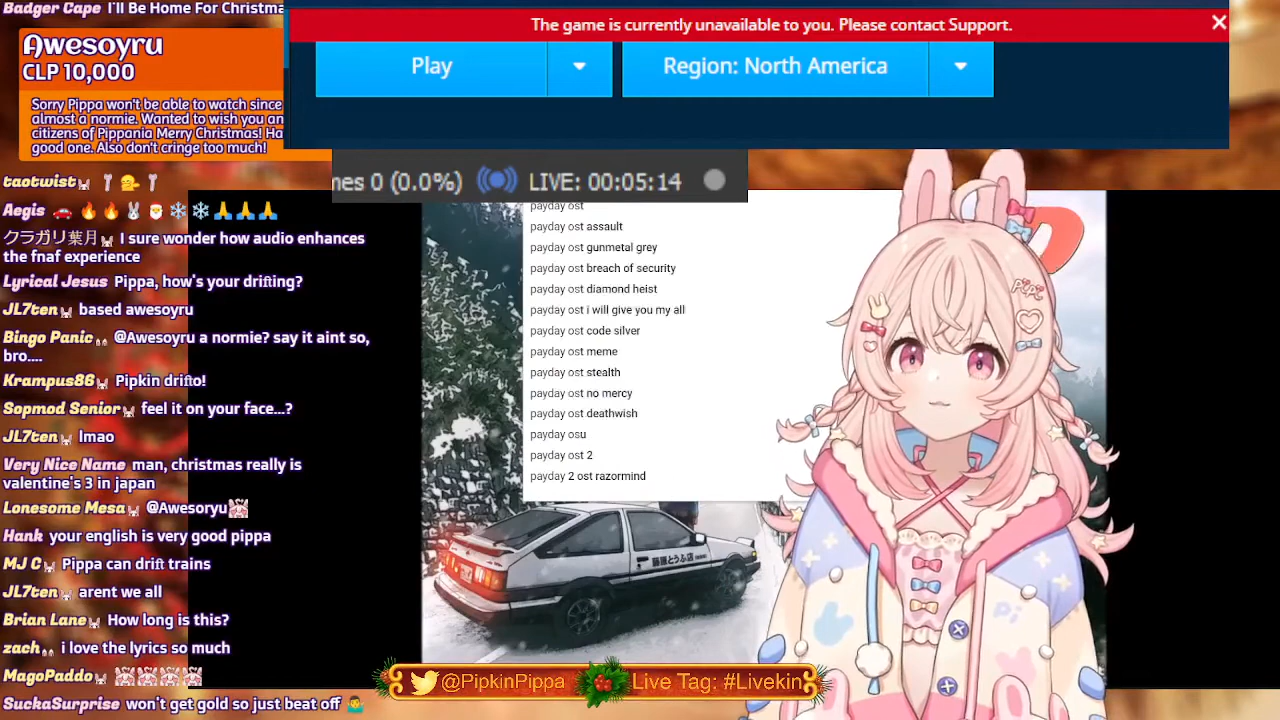 Badger Cape I'll Be Home For Christma
Awesoyru
CLP 10,000
Sorry Pippa won't be able to watch since
almost a normie. Wanted to wish you an
citizens of Pippania Merry Christmas! Ha
good one. Also don't cringe too much!
The game is currently unavailable to you. Please contact Support.
Play
Region: North America
nes 0 (0.0%)
LIVE: 00:05:14
taotwist
Aegis
クラガリ葉月 I sure wonder how audio enhances
the fnaf experience
Lyrical Jesus Pippa, how's your drifting?
JL7ten based awesoyru
Bingo Panic @Awesoyru a normie? say it aint so,
bro....
Krampus86 Pipkin drifto!
Sopmod Senior feel it on your face...?
JL7ten lmao
Very Nice Name man, christmas really is
valentine's 3 in japan
Lonesome Mesa @Awesoryu
Hank your english is very good pippa
MJ C Pippa can drift trains
JL7ten arent we all
Brian Lane How long is this?
zach i love the lyrics so much
MagoPaddo
SuckaSurprise won't get gold so just beat off
payday ost
payday ost assault
payday ost gunmetal grey
payday ost breach of security
payday ost diamond heist
payday ost i will give you my all
payday ost code silver
payday ost meme
payday ost stealth
payday ost no mercy
payday ost deathwish
payday osu
payday ost 2
payday 2 ost razormind
藤原とうふ店
Pi
@PipkinPippa
Live Tag: #Livekin